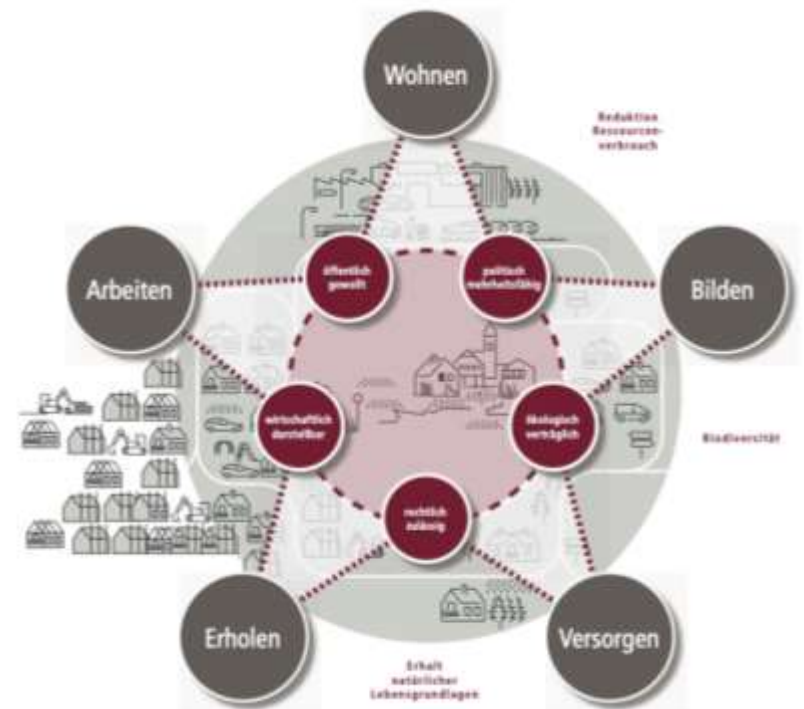 Wohnen
Reduktion
Ressourcen-
verbrauch
öffentlich
gewollt
politisch
mehrheitsfähig
Arbeiten
Bilden
wirtschaftlich
darstellbar
ökologisch
verträglich
Biodiversität
rechtlich
zulässig
Erholen
Versorgen
Erhalt
natürlicher
Lebensgrundlagen